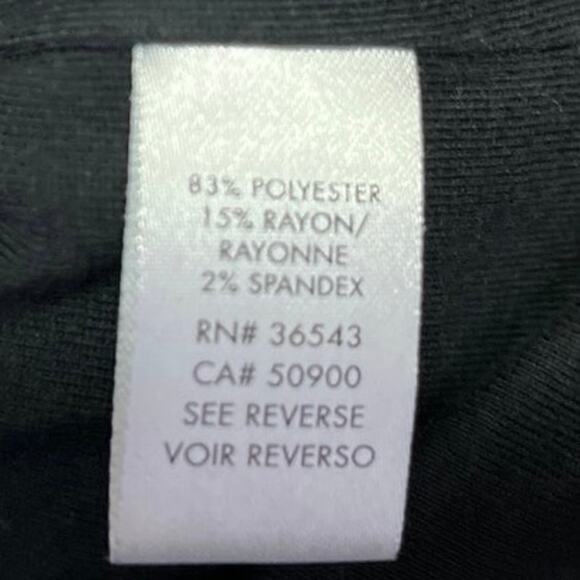 83% POLYESTER
15% RAYON/
RAYONNE
2% SPANDEX
RN# 36543
CA# 50900
SEE REVERSE
VOIR REVERSO